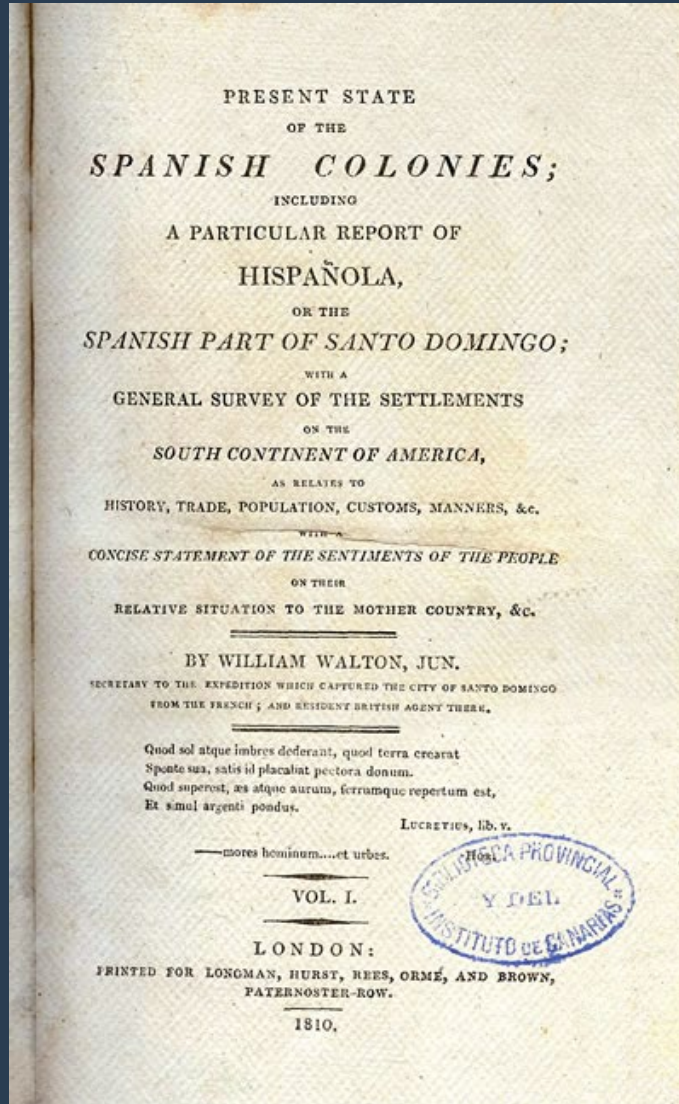 PRESENT STATE
OF THE
SPANISH COLONIES;
INCLUDING
A PARTICULAR REPORT OF
HISPAÑOLA,
OR THE
SPANISH PART OF SANTO DOMINGO;
WITH A
GENERAL SURVEY OF THE SETTLEMENTS
ON THE
SOUTH CONTINENT OF AMERICA,
AS RELATES TO
HISTORY, TRADE, POPULATION, CUSTOMS, MANNERS, &c.
WITH A
CONCISE STATEMENT OF THE SENTIMENTS OF THE PEOPLE
ON THEIR
RELATIVE SITUATION TO THE MOTHER COUNTRY, &c.
BY WILLIAM WALTON, JUN.
SECRETARY TO THE EXPEDITION WHICH CAPTURED THE CITY OF SANTO DOMINGO
FROM THE FRENCH; AND RESIDENT BRITISH AGENT THERE.
Quod sol atque imbres dederant, quod terra crearat
Sponte sua, satis id placabat pectora donum.
Quod superest, æs atque aurum, ferrumque repertum est,
Et simul argenti pondus.
LUCRETIUS, lib. v.
——mores hominum....et urbes. HOR.
BIBLIOTECA PROVINCIAL
Y DEL
INSTITUTO DE CANARIAS
VOL. I.
LONDON:
PRINTED FOR LONGMAN, HURST, REES, ORME, AND BROWN,
PATERNOSTER-ROW.
1810.